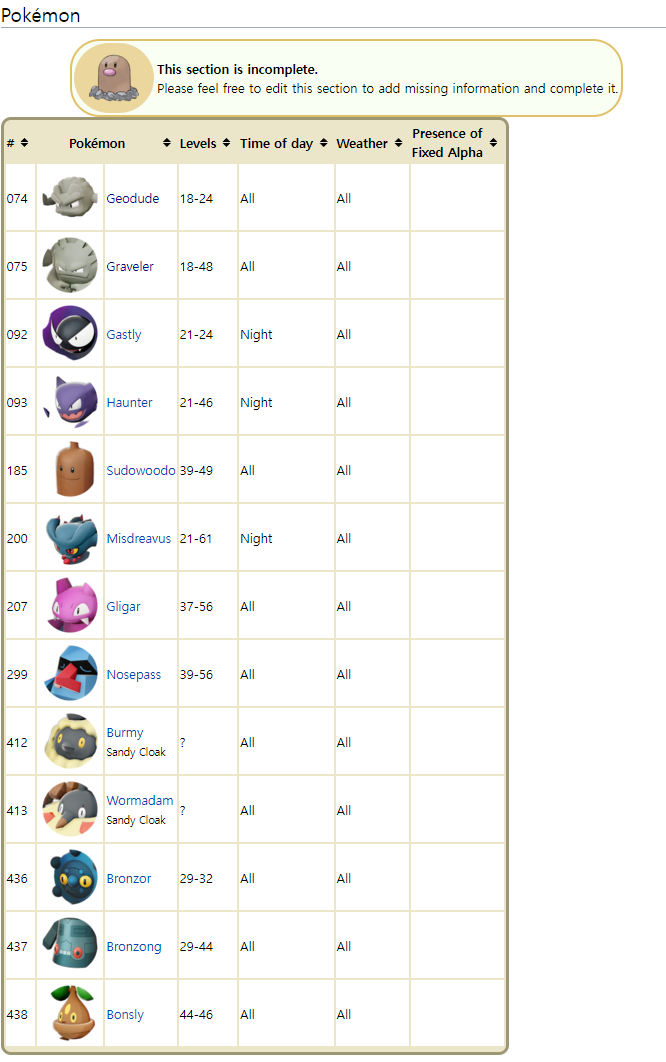 Pokémon
This section is incomplete.
Please feel free to edit this section to add missing information and complete it.
# Pokémon Levels Time of day Weather Presence of Fixed Alpha
074 Geodude 18-24 All All
075 Graveler 18-48 All All
092 Gastly 21-24 Night All
093 Haunter 21-46 Night All
185 Sudowoodo 39-49 All All
200 Misdreavus 21-61 Night All
207 Gligar 37-56 All All
299 Nosepass 39-56 All All
412 Burmy Sandy Cloak ? All All
413 Wormadam Sandy Cloak ? All All
436 Bronzor 29-32 All All
437 Bronzong 29-44 All All
438 Bonsly 44-46 All All